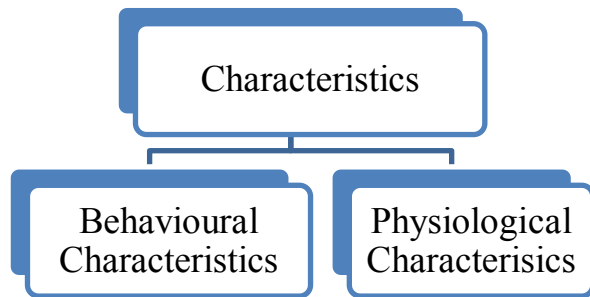 Characteristics
Behavioural
Characteristics
Physiological
Characterisics